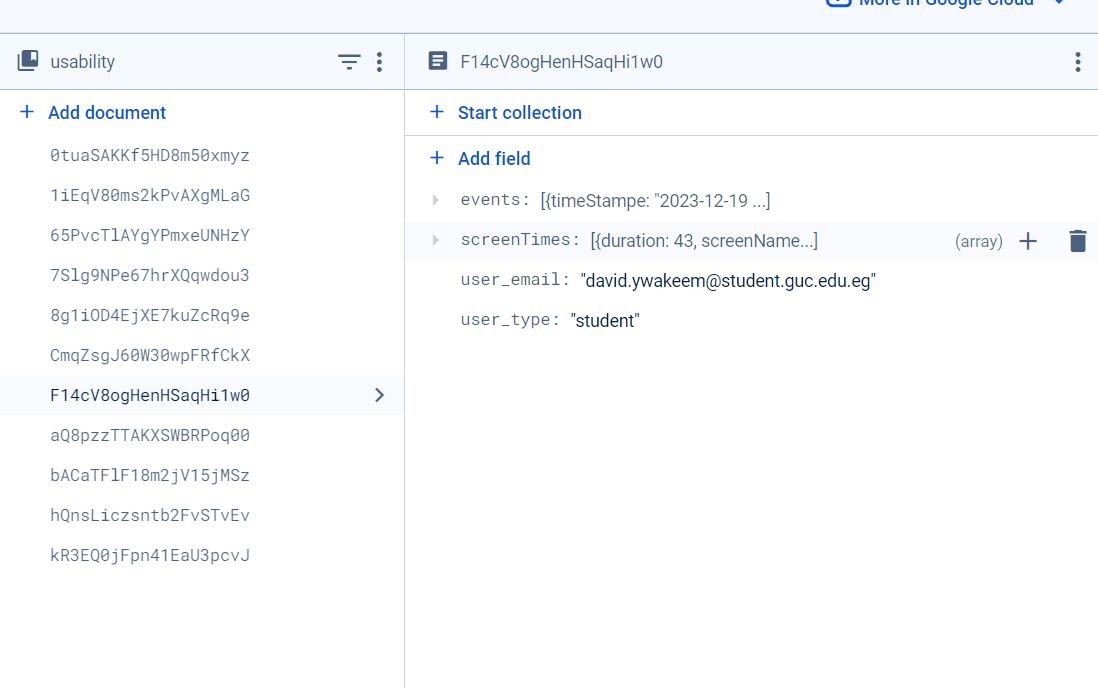 More in Google Cloud
usability
Add document
0tuaSAKKf5HD8m50xmyz
1iEqV80ms2kPvAXgMLaG
65PvcTlAYgYPmxeUNHzY
7Slg9NPe67hrXQqwdou3
8g1iOD4EjXE7kuZcRq9e
CmqZsgJ60W30wpFRfCkX
F14cV8ogHenHSaqHi1w0
aQ8pzzTTAKXSWBRPoq00
bACaTFlF18m2jV15jMSz
hQnsLiczsntb2FvSTvEv
kR3EQ0jFpn41EaU3pcvJ
F14cV8ogHenHSaqHi1w0
Start collection
Add field
events: [{timeStampe: "2023-12-19 ...]
screenTimes: [{duration: 43, screenName...] (array)
user_email: "david.ywakeem@student.guc.edu.eg"
user_type: "student"